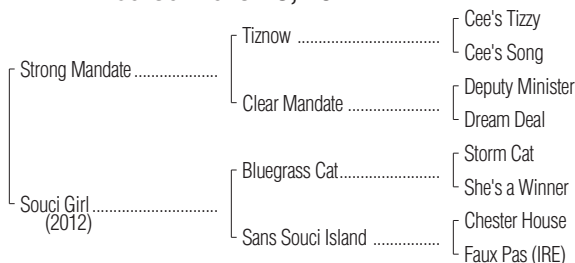 Cee's Tizzy
Tiznow
Cee's Song
Strong Mandate
Deputy Minister
Clear Mandate
Dream Deal
Storm Cat
Bluegrass Cat
She's a Winner
Souci Girl
(2012)
Chester House
Sans Souci Island
Faux Pas (IRE)